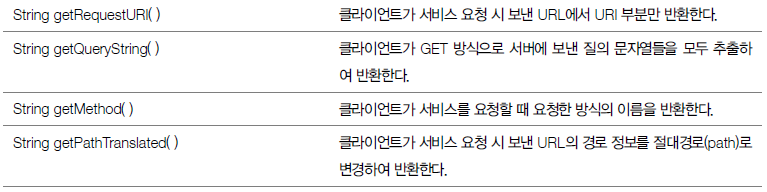 String getRequestURI( ) 클라이언트가 서비스 요청 시 보낸 URL에서 URI 부분만 반환한다.
String getQueryString( ) 클라이언트가 GET 방식으로 서버에 보낸 질의 문자열들을 모두 추출하
여 반환한다.
String getMethod( ) 클라이언트가 서비스를 요청할 때 요청한 방식의 이름을 반환한다.
String getPathTranslated( ) 클라이언트가 서비스 요청 시 보낸 URL의 경로 정보를 절대경로(path)로
변경하여 반환한다.